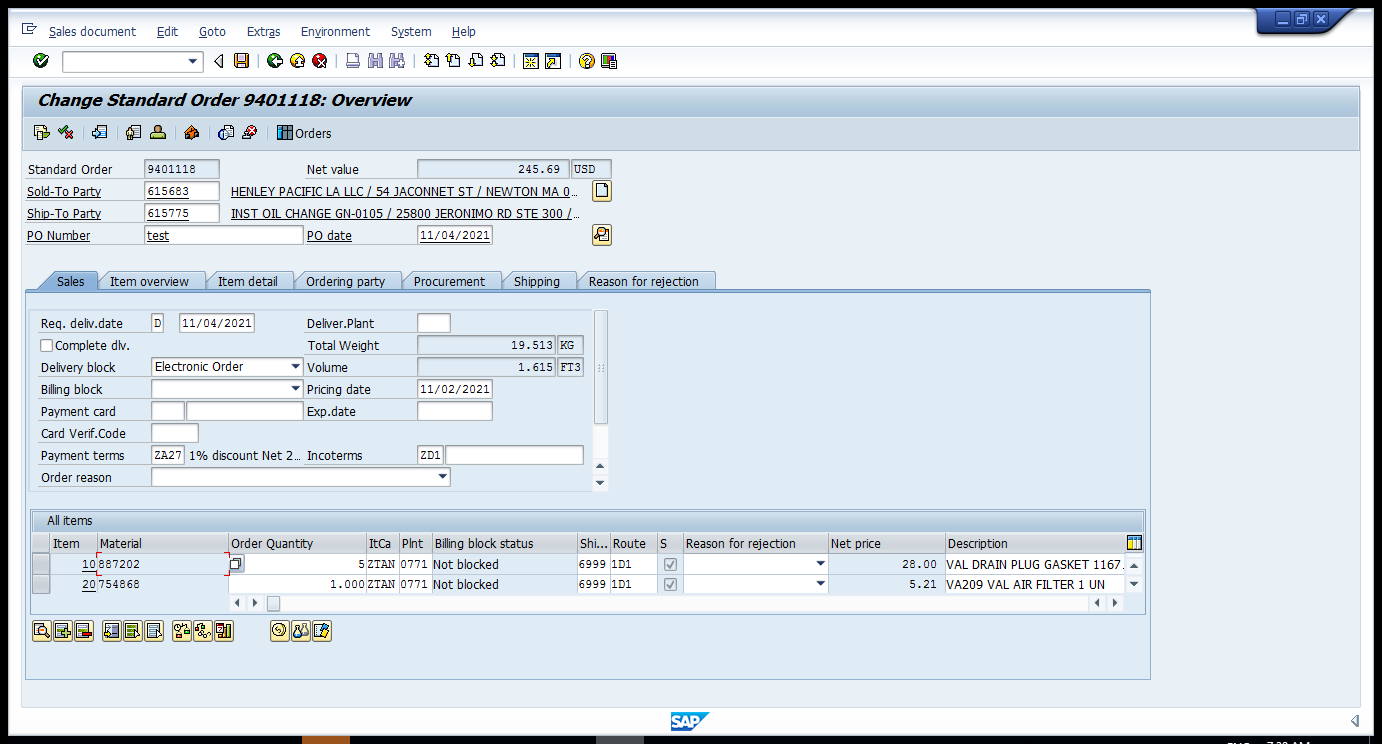 Sales document Edit Goto Extras Environment System Help
Change Standard Order 9401118: Overview
Orders
Standard Order 9401118 Net value 245.69 USD
Sold-To Party 615683 HENLEY PACIFIC LA LLC / 54 JACONNET ST / NEWTON MA 0...
Ship-To Party 615775 INST OIL CHANGE GN-0105 / 25800 JERONIMO RD STE 300 /...
PO Number test PO date 11/04/2021
Sales Item overview Item detail Ordering party Procurement Shipping Reason for rejection
Req. deliv.date D 11/04/2021 Deliver.Plant
Complete dlv. Total Weight 19.513 KG
Delivery block Electronic Order Volume 1.615 FT3
Billing block Pricing date 11/02/2021
Payment card Exp.date
Card Verif.Code
Payment terms ZA27 1% discount Net 2... Incoterms ZD1
Order reason
All items
Item Material Order Quantity ItCa Plnt Billing block status Shi... Route S Reason for rejection Net price Description
10 887202 5 ZTAN 0771 Not blocked 6999 1D1 28.00 VAL DRAIN PLUG GASKET 1167.
20 754868 1.000 ZTAN 0771 Not blocked 6999 1D1 5.21 VA209 VAL AIR FILTER 1 UN
SAP